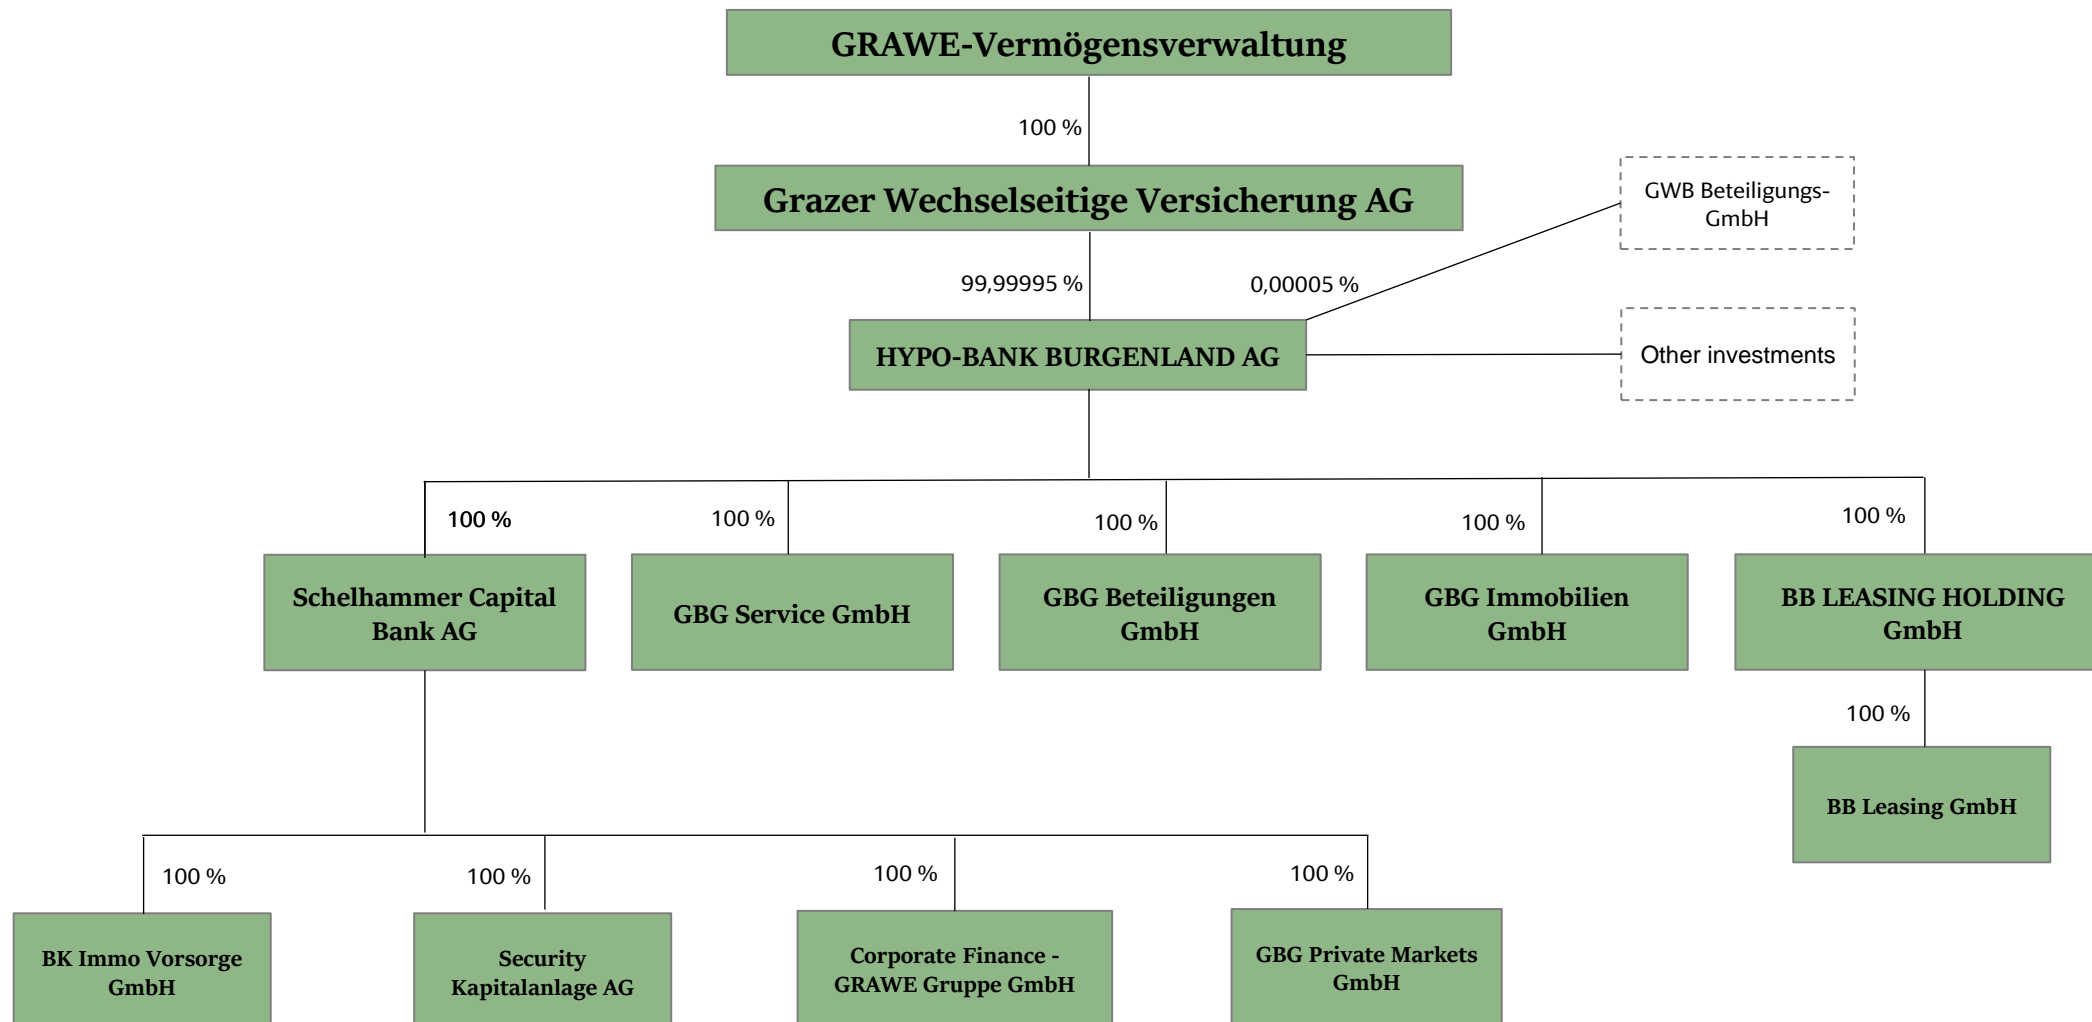 GRAWE-Vermögensverwaltung
100 %
Grazer Wechselseitige Versicherung AG
GWB Beteiligungs-
GmbH
99,99995 %
0,00005 %
HYPO-BANK BURGENLAND AG
Other investments
100 %
100 %
100 %
100 %
100 %
Schelhammer Capital
Bank AG
GBG Service GmbH
GBG Beteiligungen
GmbH
GBG Immobilien
GmbH
BB LEASING HOLDING
GmbH
100 %
BB Leasing GmbH
100 %
100 %
100 %
100 %
BK Immo Vorsorge
GmbH
Security
Kapitalanlage AG
Corporate Finance -
GRAWE Gruppe GmbH
GBG Private Markets
GmbH